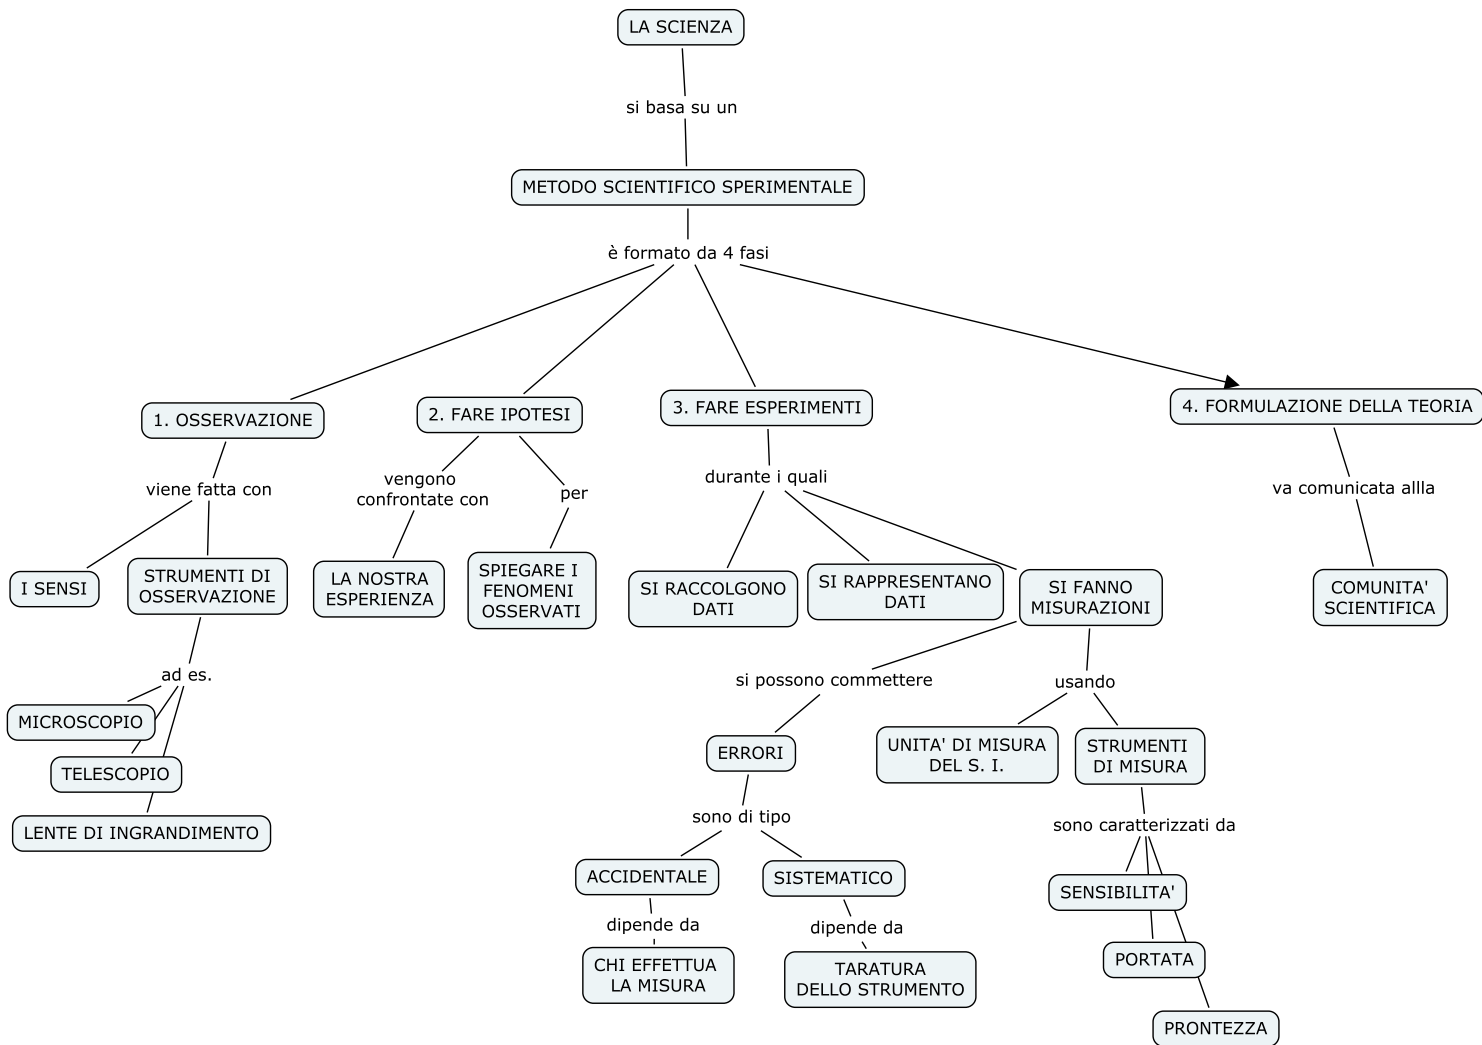 LA SCIENZA
si basa su un
METODO SCIENTIFICO SPERIMENTALE
è formato da 4 fasi
1. OSSERVAZIONE
2. FARE IPOTESI
3. FARE ESPERIMENTI
4. FORMULAZIONE DELLA TEORIA
viene fatta con
vengono
confrontate con
per
durante i quali
va comunicata allla
I SENSI
STRUMENTI DI
OSSERVAZIONE
LA NOSTRA
ESPERIENZA
SPIEGARE I
FENOMENI
OSSERVATI
SI RACCOLGONO
DATI
SI RAPPRESENTANO
DATI
SI FANNO
MISURAZIONI
COMUNITA'
SCIENTIFICA
ad es.
MICROSCOPIO
TELESCOPIO
LENTE DI INGRANDIMENTO
si possono commettere
usando
ERRORI
UNITA' DI MISURA
DEL S. I.
STRUMENTI
DI MISURA
sono di tipo
sono caratterizzati da
ACCIDENTALE
SISTEMATICO
SENSIBILITA'
dipende da
dipende da
CHI EFFETTUA
LA MISURA
TARATURA
DELLO STRUMENTO
PORTATA
PRONTEZZA